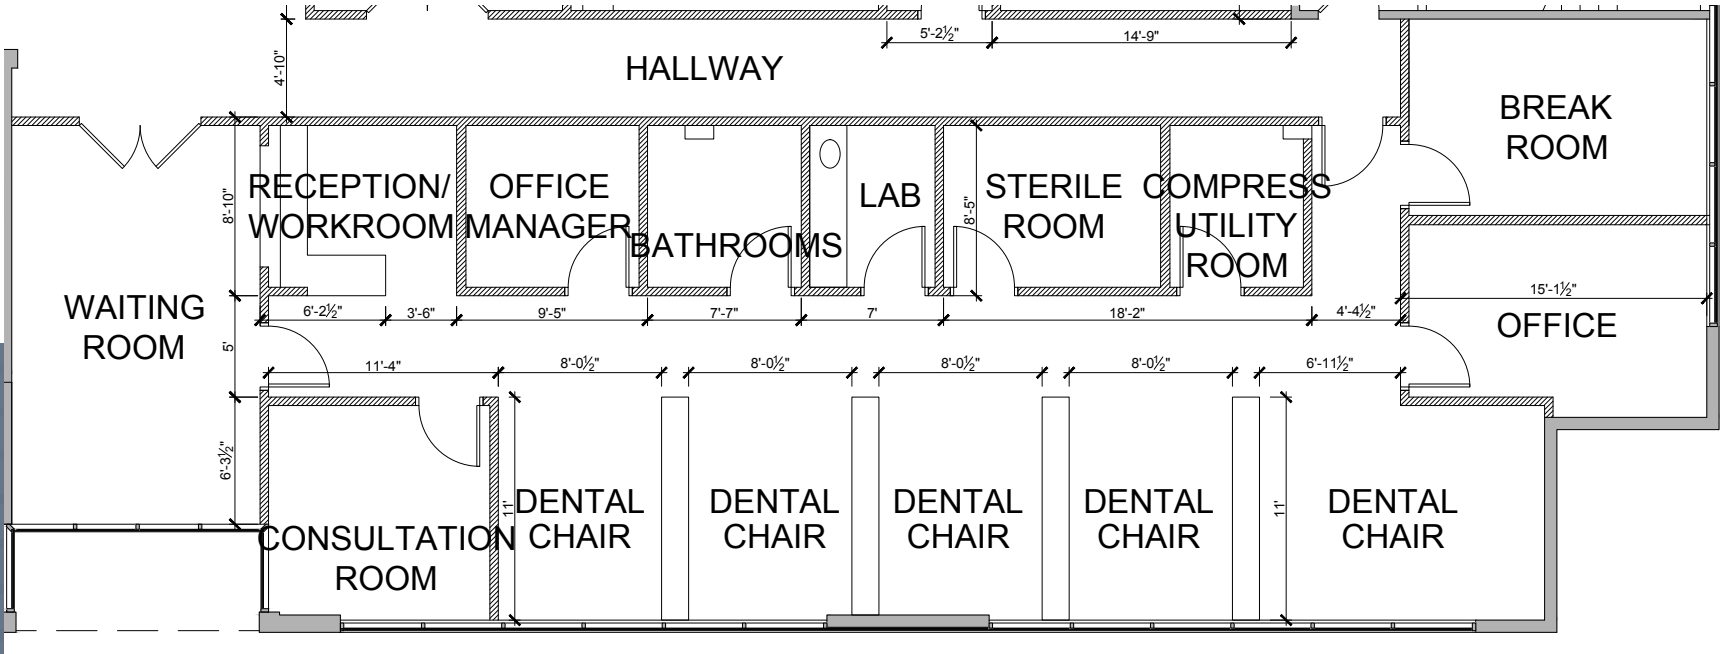 5'-2½"
14'-9"
4'-10"
HALLWAY
BREAK
ROOM
8'-10"
RECEPTION/
WORKROOM
OFFICE
MANAGER
BATHROOMS
LAB
8'-5"
STERILE
ROOM
COMPRESS
UTILITY
ROOM
WAITING
ROOM
15'-1½"
OFFICE
6'-2½"
3'-6"
9'-5"
7'-7"
7'
18'-2"
4'-4½"
5'
11'-4"
8'-0½"
8'-0½"
8'-0½"
8'-0½"
6'-11½"
6'-3½"
CONSULTATION
ROOM
11'
DENTAL
CHAIR
DENTAL
CHAIR
DENTAL
CHAIR
DENTAL
CHAIR
11'
DENTAL
CHAIR